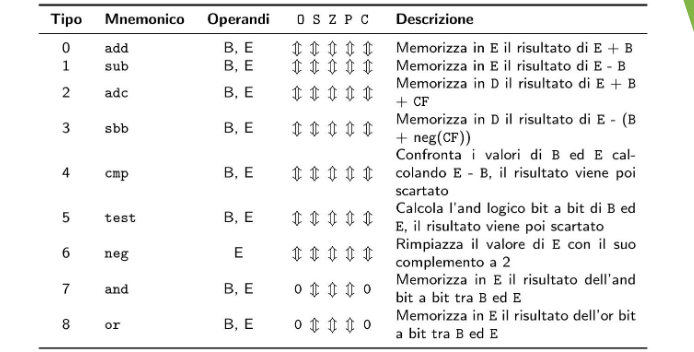 Tipo Mnemonico Operandi O S Z P C Descrizione
0 add B, E ⇕ ⇕ ⇕ ⇕ ⇕ Memorizza in E il risultato di E + B
1 sub B, E ⇕ ⇕ ⇕ ⇕ ⇕ Memorizza in E il risultato di E - B
2 adc B, E ⇕ ⇕ ⇕ ⇕ ⇕ Memorizza in D il risultato di E + B
+ CF
3 sbb B, E ⇕ ⇕ ⇕ ⇕ ⇕ Memorizza in D il risultato di E - (B
+ neg(CF))
4 cmp B, E ⇕ ⇕ ⇕ ⇕ ⇕ Confronta i valori di B ed E cal-
colando E - B, il risultato viene poi
scartato
5 test B, E ⇕ ⇕ ⇕ ⇕ ⇕ Calcola l'and logico bit a bit di B ed
E, il risultato viene poi scartato
6 neg E ⇕ ⇕ ⇕ ⇕ ⇕ Rimpiazza il valore di E con il suo
complemento a 2
7 and B, E 0 ⇕ ⇕ ⇕ 0 Memorizza in E il risultato dell'and
bit a bit tra B ed E
8 or B, E 0 ⇕ ⇕ ⇕ 0 Memorizza in E il risultato dell'or bit
a bit tra B ed E